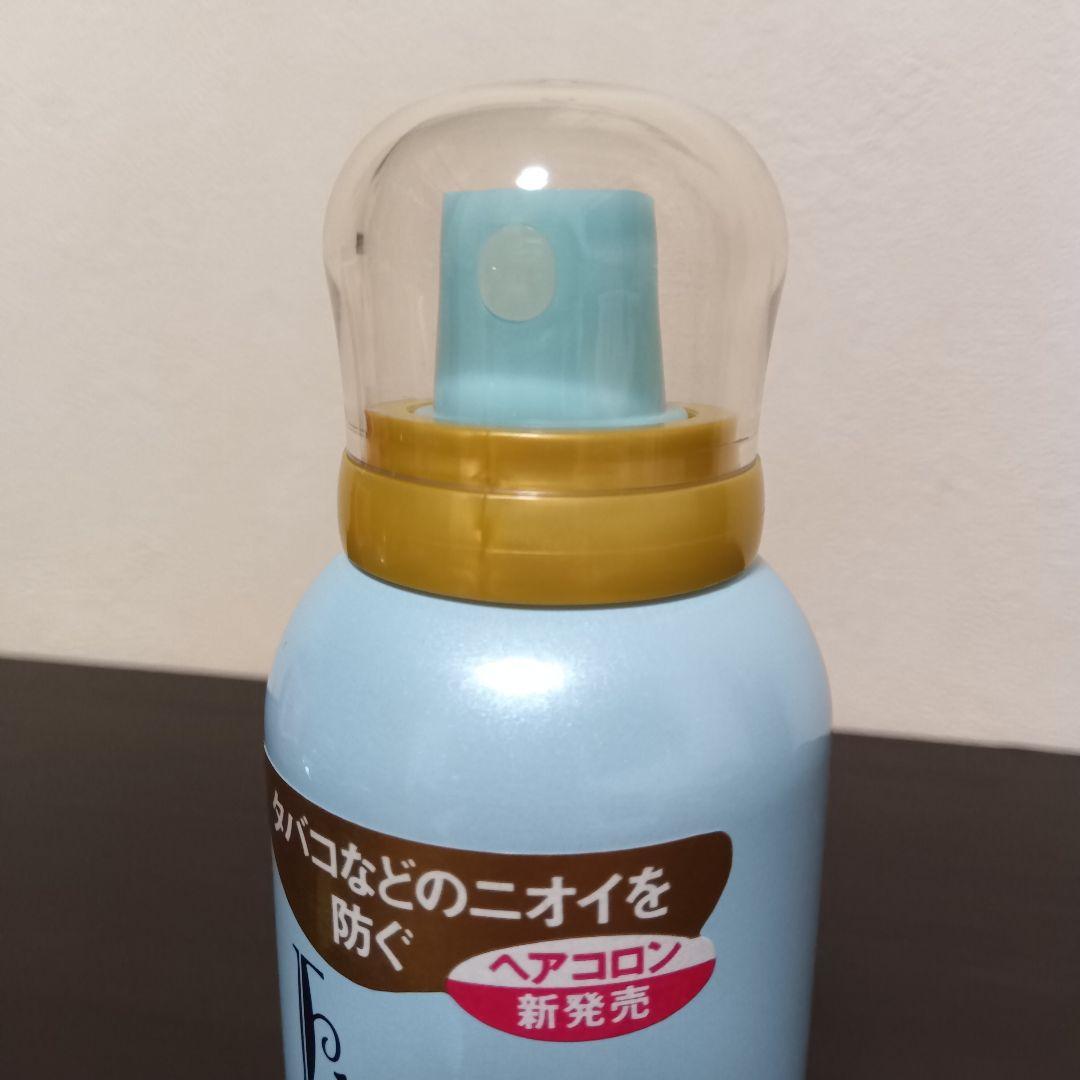 タバコなどのニオイを
防ぐ
ヘアコロン
新発売